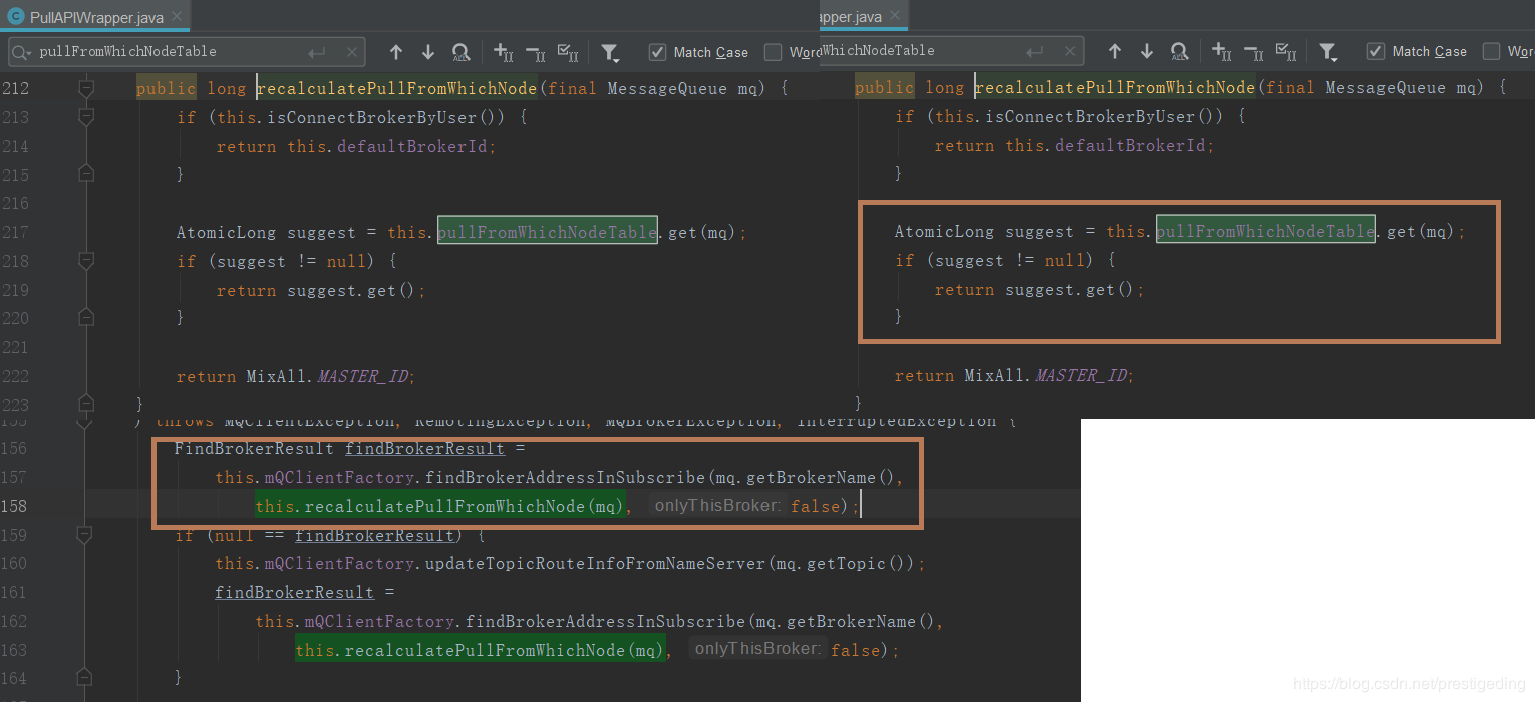 PullAPIWrapper.java
pullFromWhichNodeTable
Match Case
Word
212 public long recalculatePullFromWhichNode(final MessageQueue mq) {
213 if (this.isConnectBrokerByUser()) {
214 return this.defaultBrokerId;
215 }
216
217 AtomicLong suggest = this.pullFromWhichNodeTable.get(mq);
218 if (suggest != null) {
219 return suggest.get();
220 }
221
222 return MixAll.MASTER_ID;
223 }
apper.java
WhichNodeTable
Match Case
Wor
public long recalculatePullFromWhichNode(final MessageQueue mq) {
if (this.isConnectBrokerByUser()) {
return this.defaultBrokerId;
}
AtomicLong suggest = this.pullFromWhichNodeTable.get(mq);
if (suggest != null) {
return suggest.get();
}
return MixAll.MASTER_ID;
}
155 ) throws MQClientException, RemotingException, MQBrokerException, InterruptedException {
156 FindBrokerResult findBrokerResult =
157 this.mQClientFactory.findBrokerAddressInSubscribe(mq.getBrokerName(),
158 this.recalculatePullFromWhichNode(mq), onlyThisBroker: false);
159 if (null == findBrokerResult) {
160 this.mQClientFactory.updateTopicRouteInfoFromNameServer(mq.getTopic());
161 findBrokerResult =
162 this.mQClientFactory.findBrokerAddressInSubscribe(mq.getBrokerName(),
163 this.recalculatePullFromWhichNode(mq), onlyThisBroker: false);
164 }
https://blog.csdn.net/prestigeding